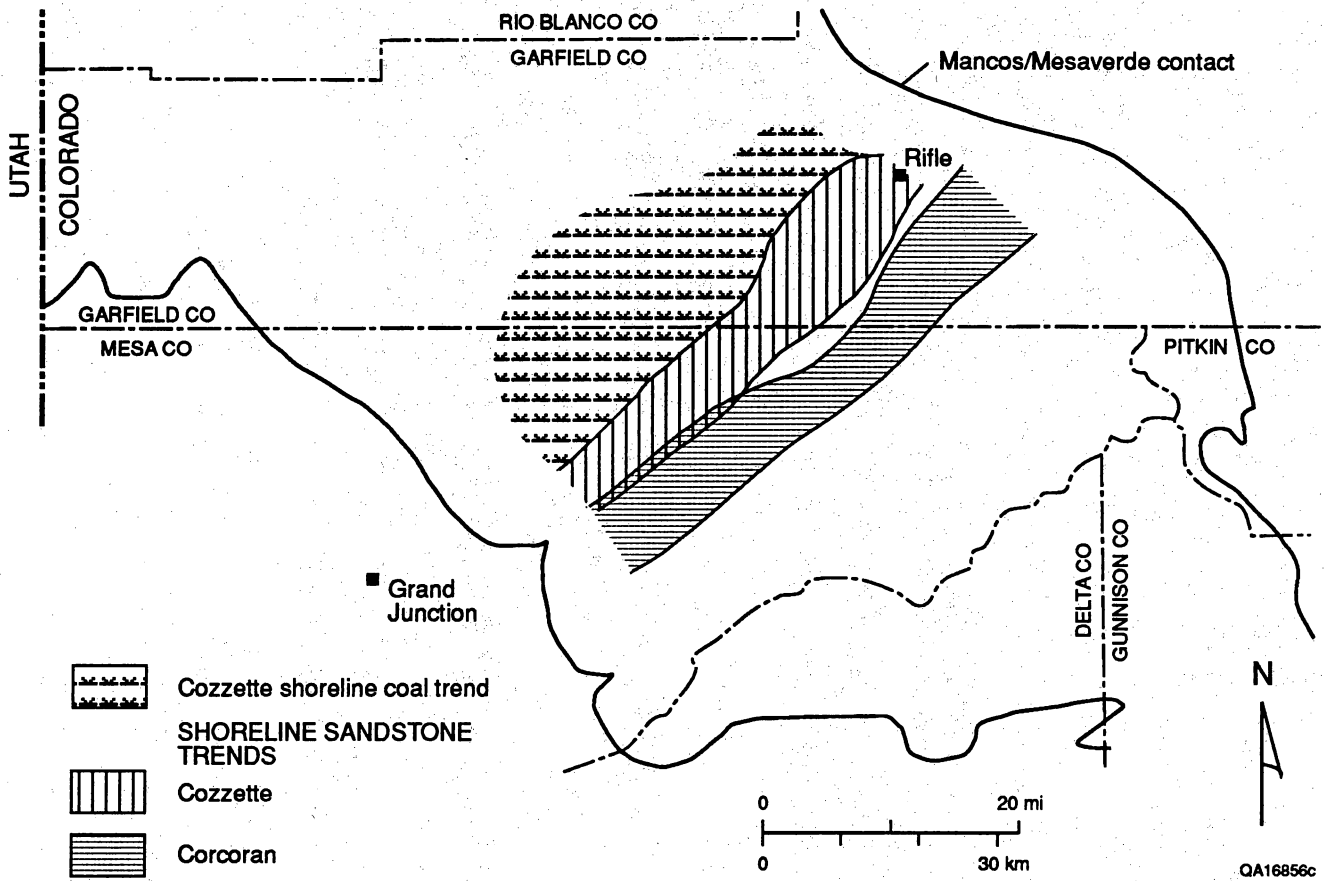 RIO BLANCO CO
GARFIELD CO
Mancos/Mesaverde contact
UTAH
COLORADO
Rifle
GARFIELD CO
MESA CO
PITKIN CO
Grand
Junction
DELTA CO
GUNNISON CO
N
Cozzette shoreline coal trend
SHORELINE SANDSTONE
TRENDS
Cozzette
Corcoran
0 20 mi
0 30 km
QA16856c